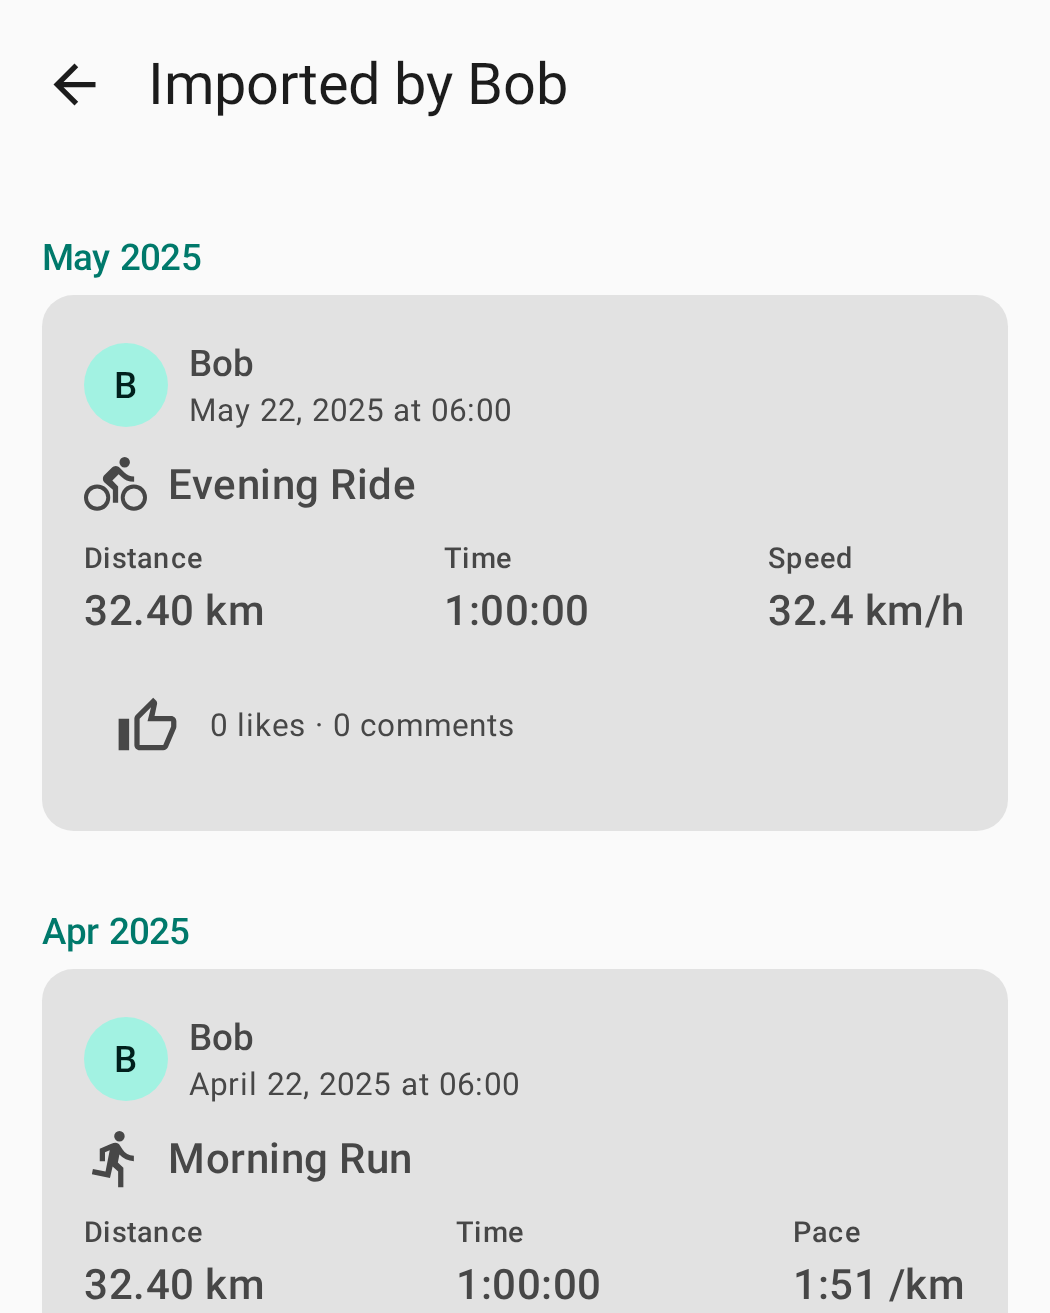 Imported by Bob
May 2025
B
Bob
May 22, 2025 at 06:00
Evening Ride
Distance Time Speed
32.40 km 1:00:00 32.4 km/h
0 likes · 0 comments
Apr 2025
B
Bob
April 22, 2025 at 06:00
Morning Run
Distance Time Pace
32.40 km 1:00:00 1:51 /km